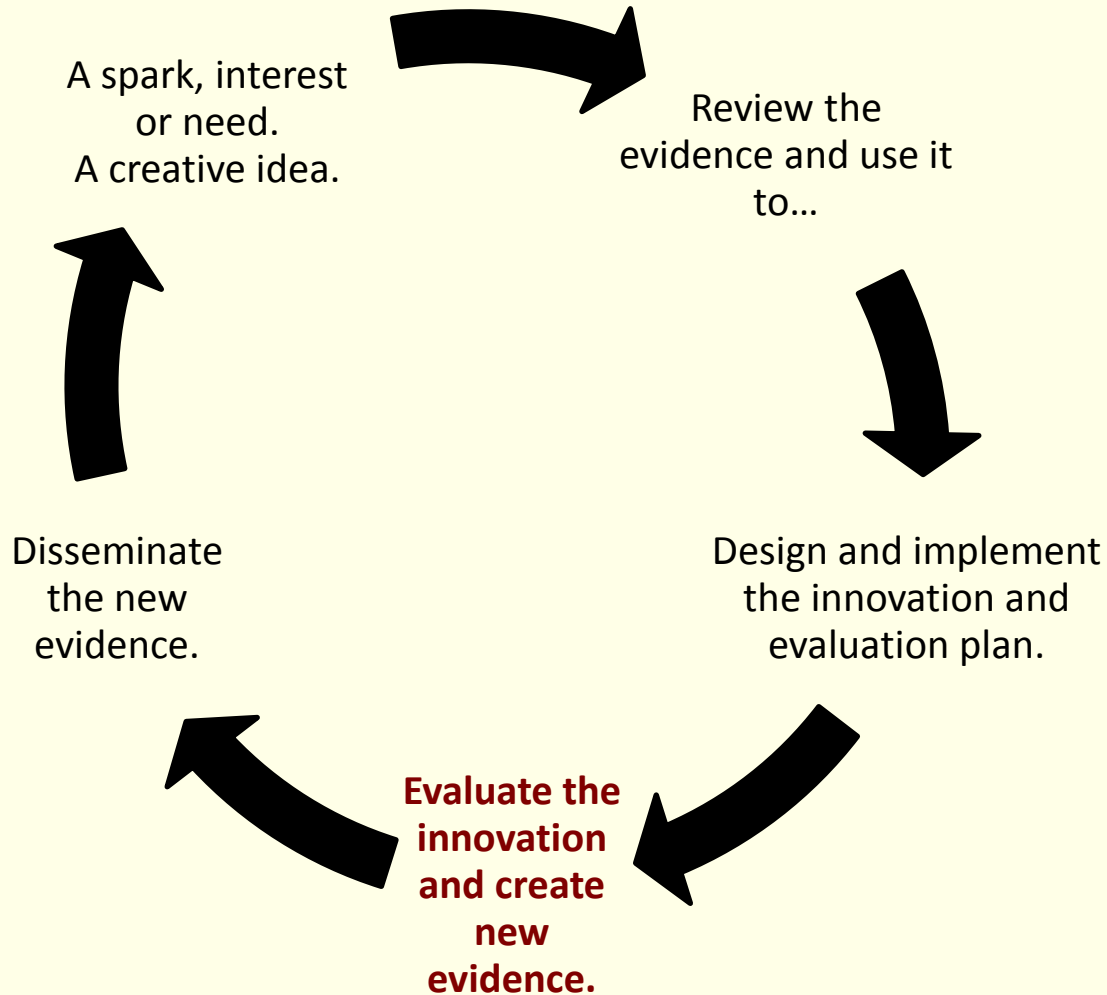 A spark, interest
or need.
A creative idea.
Review the
evidence and use it
to…
Design and implement
the innovation and
evaluation plan.
Evaluate the
innovation
and create
new
evidence.
Disseminate
the new
evidence.